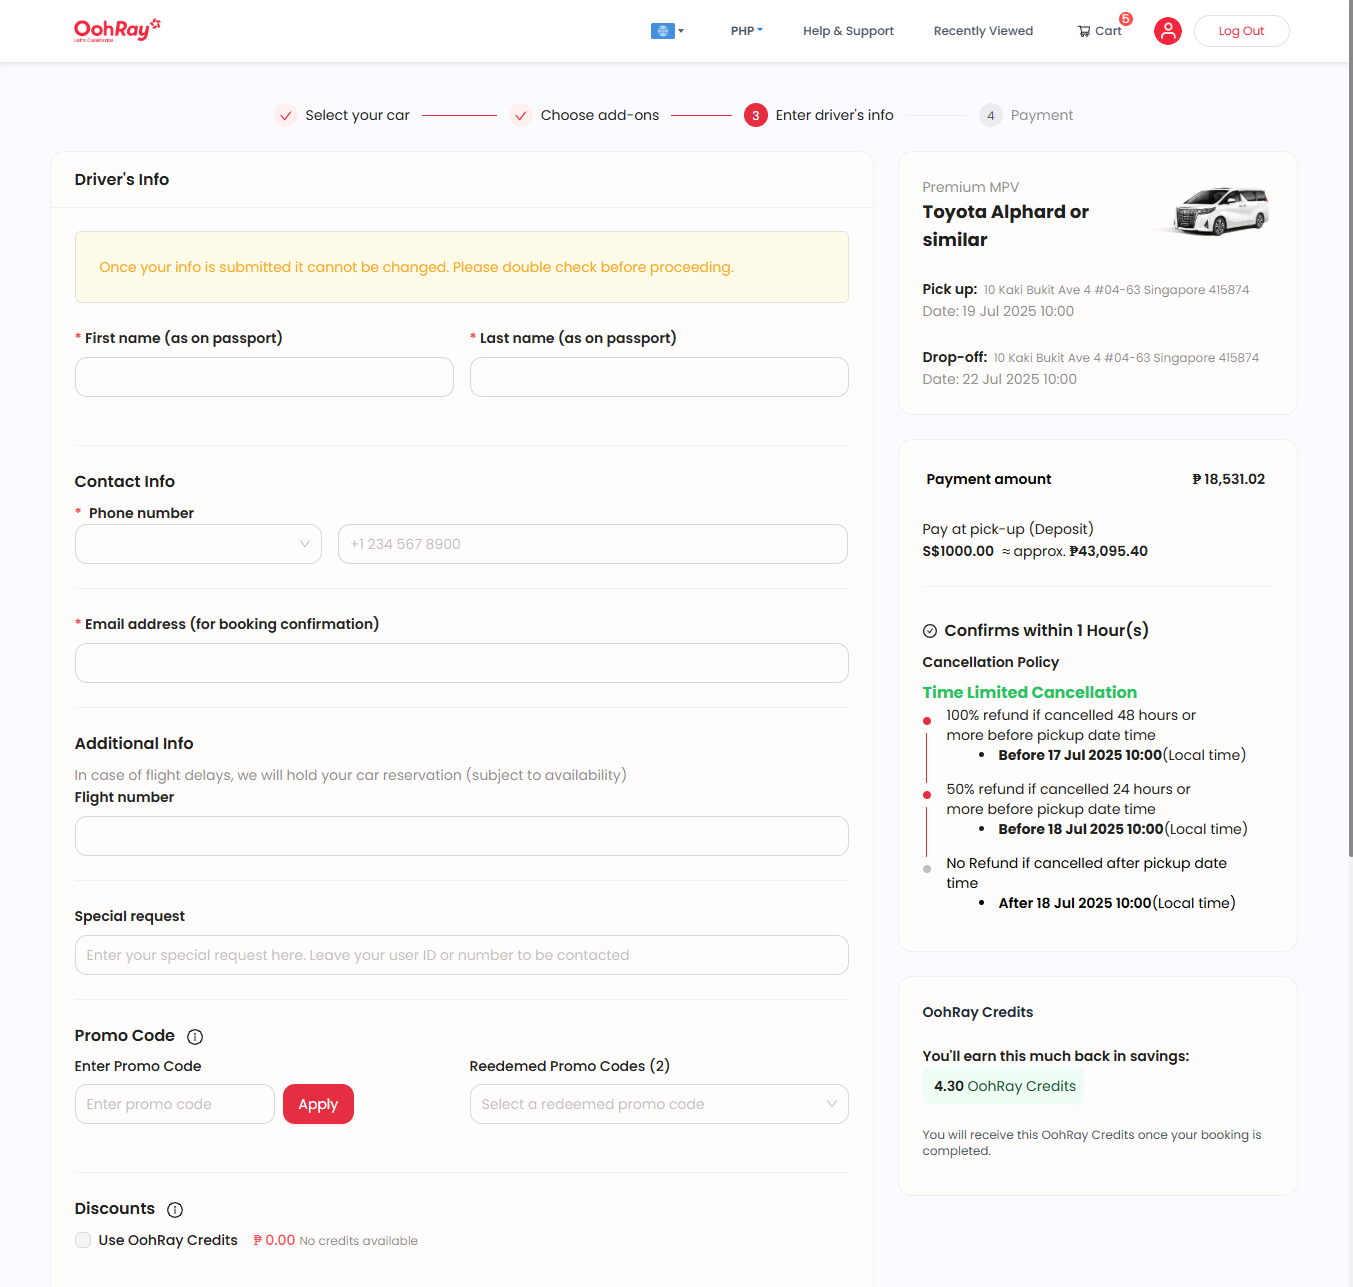 OohRay
Let's Celebrate
PHP
Help & Support
Recently Viewed
Cart
5
Log Out
Select your car
Choose add-ons
3
Enter driver's info
4
Payment
Driver's Info
Once your info is submitted it cannot be changed. Please double check before proceeding.
* First name (as on passport)
* Last name (as on passport)
Contact Info
* Phone number
+1 234 567 8900
* Email address (for booking confirmation)
Additional Info
In case of flight delays, we will hold your car reservation (subject to availability)
Flight number
Special request
Enter your special request here. Leave your user ID or number to be contacted
Promo Code
Enter Promo Code
Enter promo code
Apply
Reedemed Promo Codes (2)
Select a redeemed promo code
Discounts
Use OohRay Credits
₱ 0.00 No credits available
Premium MPV
Toyota Alphard or
similar
Pick up: 10 Kaki Bukit Ave 4 #04-63 Singapore 415874
Date: 19 Jul 2025 10:00
Drop-off: 10 Kaki Bukit Ave 4 #04-63 Singapore 415874
Date: 22 Jul 2025 10:00
Payment amount
₱ 18,531.02
Pay at pick-up (Deposit)
S$1000.00 ≈ approx. ₱43,095.40
Confirms within 1 Hour(s)
Cancellation Policy
Time Limited Cancellation
100% refund if cancelled 48 hours or
more before pickup date time
• Before 17 Jul 2025 10:00(Local time)
50% refund if cancelled 24 hours or
more before pickup date time
• Before 18 Jul 2025 10:00(Local time)
No Refund if cancelled after pickup date
time
• After 18 Jul 2025 10:00(Local time)
OohRay Credits
You'll earn this much back in savings:
4.30 OohRay Credits
You will receive this OohRay Credits once your booking is
completed.